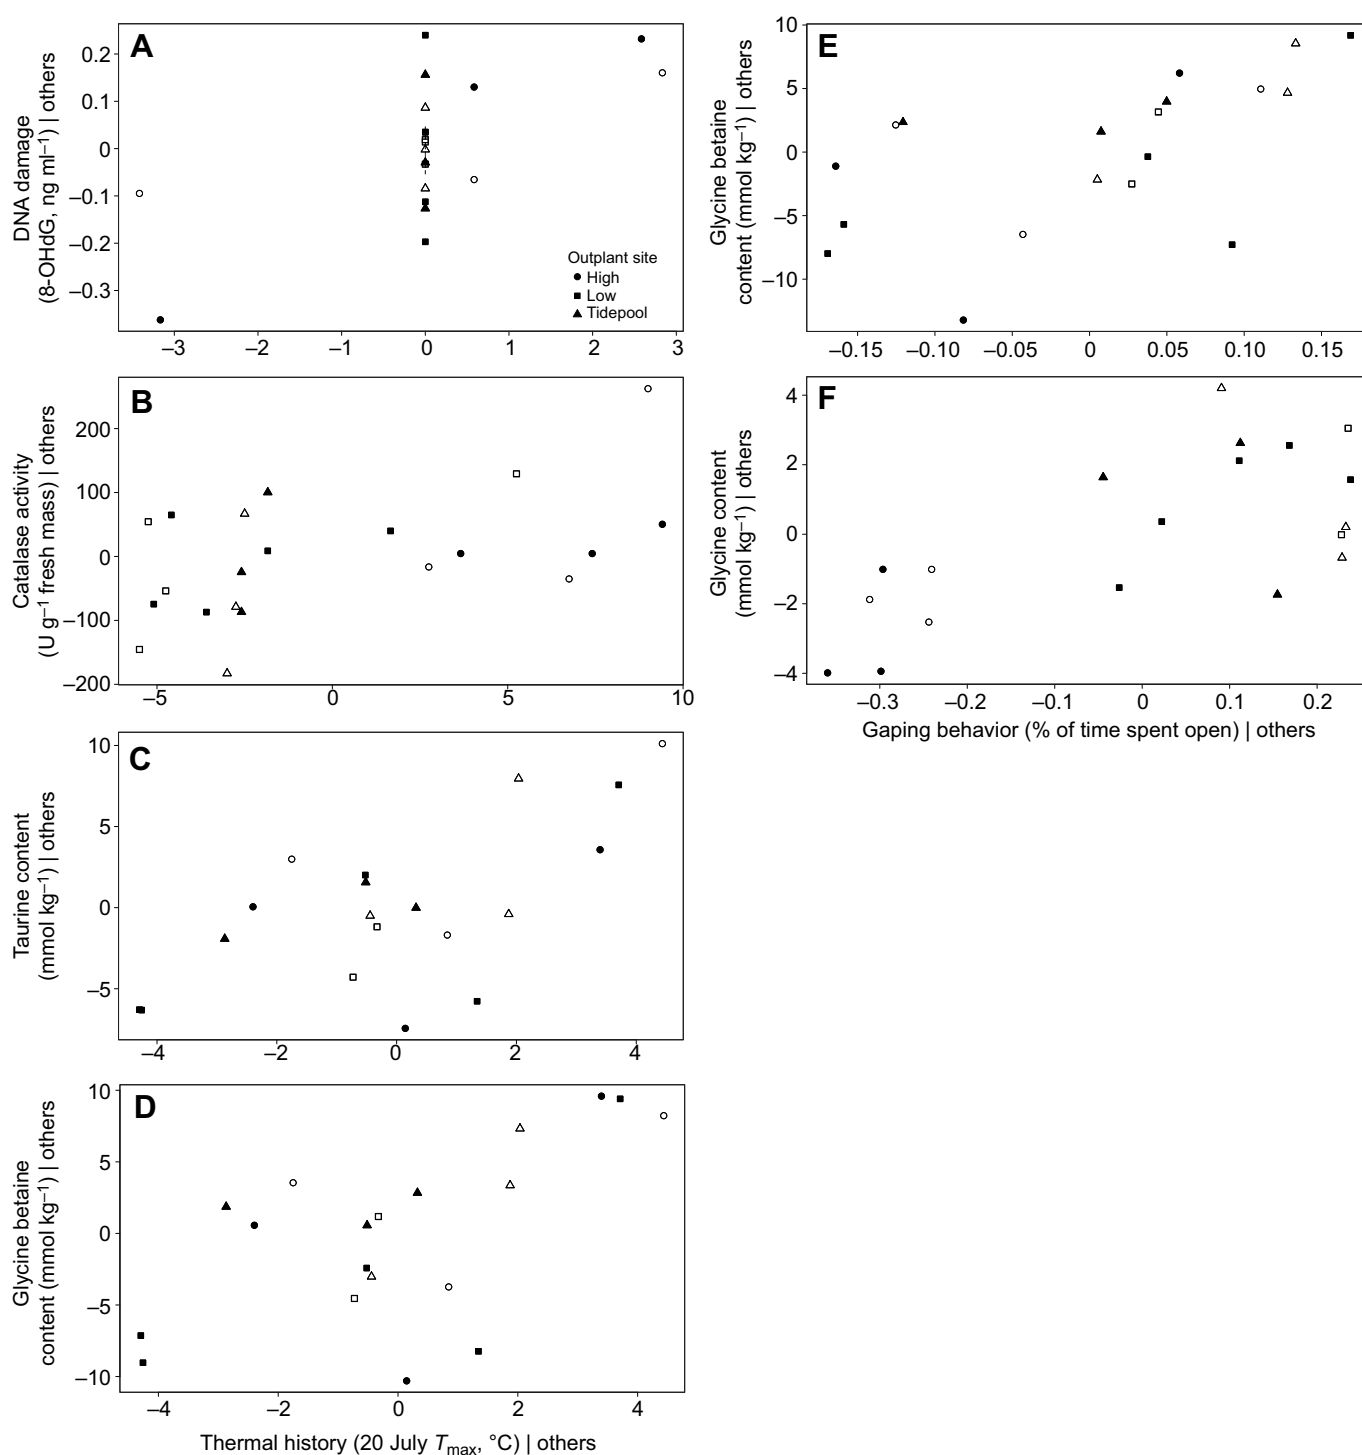 A
DNA damage
(8-OHdG, ng ml–1) | others
0.2
0.1
0
–0.1
–0.2
–0.3
Outplant site
High
Low
Tidepool
–3 –2 –1 0 1 2 3
B
Catalase activity
(U g–1 fresh mass) | others
200
100
0
–100
–200
–5 0 5 10
C
Taurine content
(mmol kg–1) | others
10
5
0
–5
–4 –2 0 2 4
D
Glycine betaine
content (mmol kg–1) | others
10
5
0
–5
–10
–4 –2 0 2 4
Thermal history (20 July Tmax, °C) | others
E
Glycine betaine
content (mmol kg–1) | others
10
5
0
–5
–10
–0.15 –0.10 –0.05 0 0.05 0.10 0.15
F
Glycine content
(mmol kg–1) | others
4
2
0
–2
–4
–0.3 –0.2 –0.1 0 0.1 0.2
Gaping behavior (% of time spent open) | others